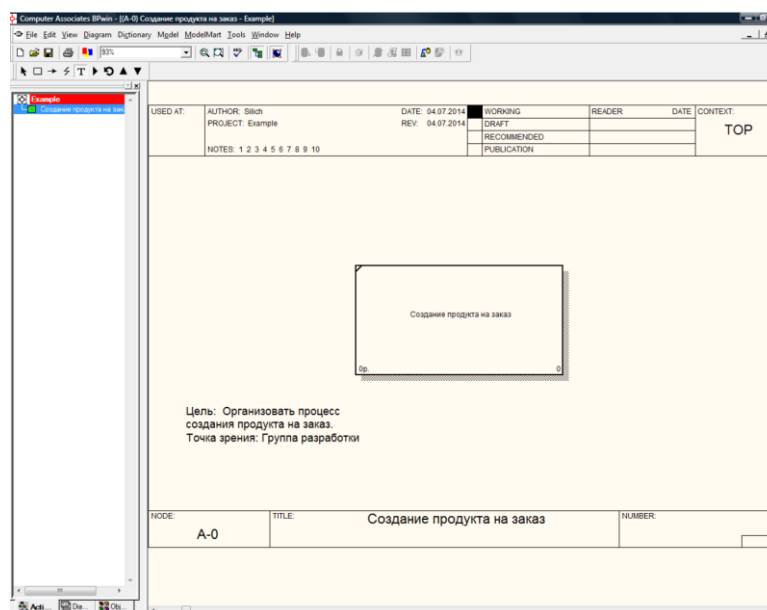 Computer Associates BPwin - [(A-0) Создание продукта на заказ - Example]
File Edit View Diagram Dictionary Model ModelMart Tools Window Help
93%
Example
Создание продукта на зак
USED AT: AUTHOR: Silich DATE: 04.07.2014 WORKING READER DATE CONTEXT:
PROJECT: Example REV: 04.07.2014 DRAFT TOP
RECOMMENDED
NOTES: 1 2 3 4 5 6 7 8 9 10 PUBLICATION
Создание продукта на заказ
0р. 0
Цель: Организовать процесс
создания продукта на заказ.
Точка зрения: Группа разработки
NODE: TITLE: NUMBER:
A-0 Создание продукта на заказ
Acti... Dia... Obj...